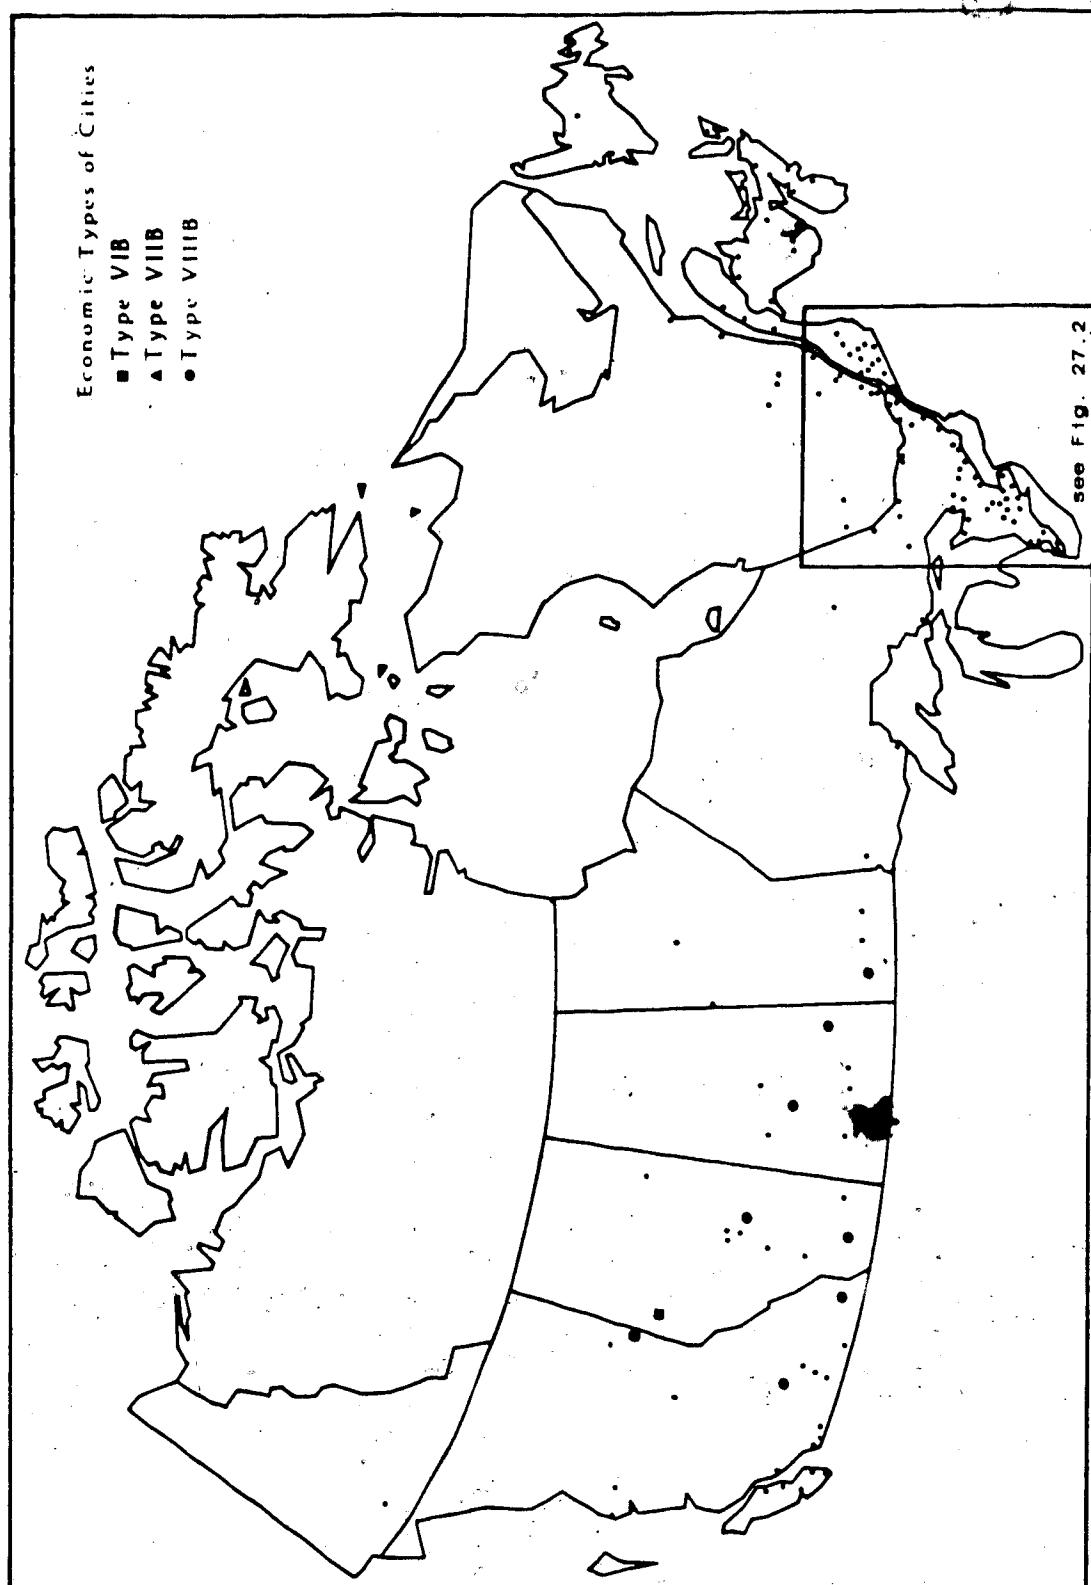 Economic Types of Cities
■ Type VIB
▲ Type VIIB
● Type VIIIB
see Fig. 27.2